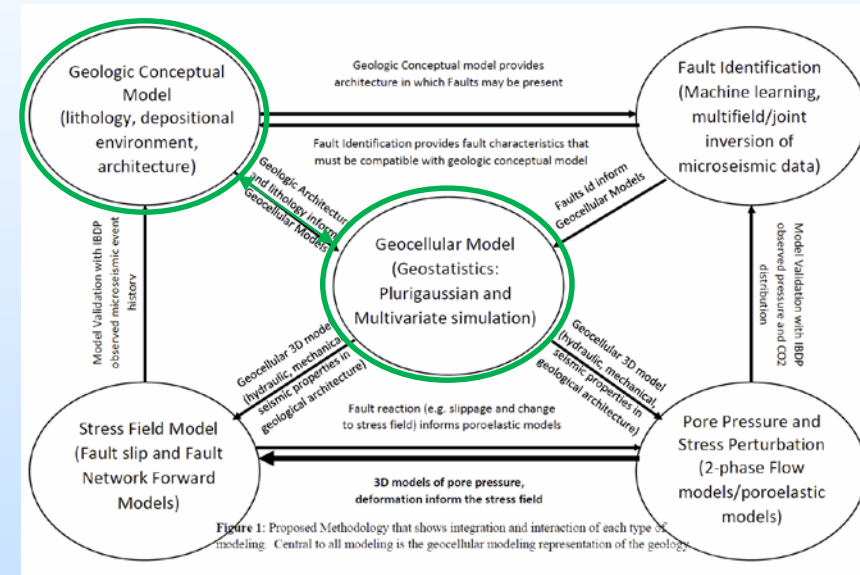 Geologic Conceptual
Model
(lithology, depositional
environment,
architecture)
Geologic Conceptual model provides
architecture in which Faults may be present
Fault Identification provides fault characteristics that
must be compatible with geologic conceptual model
Fault Identification
(Machine learning,
multifield/joint
inversion of
microseismic data)
Geologic Architectur
and lithology inform
Geocellular Models
Faults id inform
Geocellular Models
Geocellular Model
(Geostatistics:
Plurigaussian and
Multivariate simulation)
Model Validation with IBDP
observed microseismic event
history
Model Validation with IBDP
observed pressure and CO2
distribution
Geocellular 3D model
(hydraulic, mechanical,
seismic properties in
geological architecture)
Geocellular 3D model
(hydraulic, mechanical,
seismic properties in
geological architecture)
Stress Field Model
(Fault slip and Fault
Network Forward
Models)
Fault reaction (e.g. slippage and change
to stress field) informs poroelastic models
3D models of pore pressure,
deformation inform the stress field
Pore Pressure and
Stress Perturbation
(2-phase Flow
models/poroelastic
models)
Figure 1: Proposed Methodology that shows integration and interaction of each type of
modeling. Central to all modeling is the geocellular modeling representation of the geology